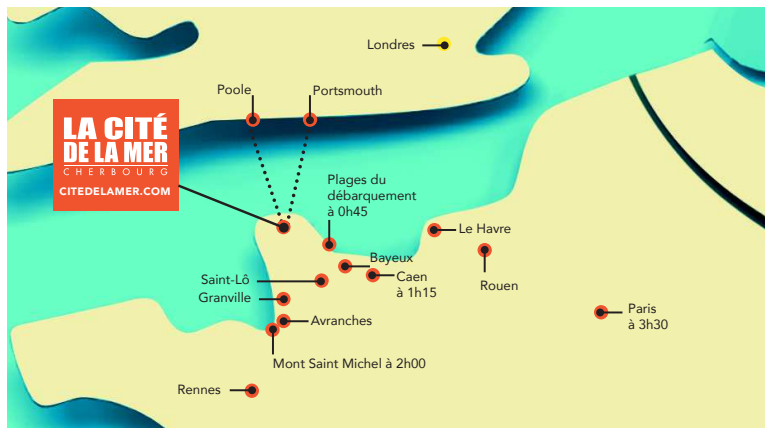 Londres
Poole
Portsmouth
LA CITÉ
DE LA MER
CHERBOURG
CITEDELAMER.COM
Plages du
débarquement
à 0h45
Le Havre
Bayeux
Saint-Lô
Caen
à 1h15
Rouen
Granville
Avranches
Paris
à 3h30
Mont Saint Michel à 2h00
Rennes